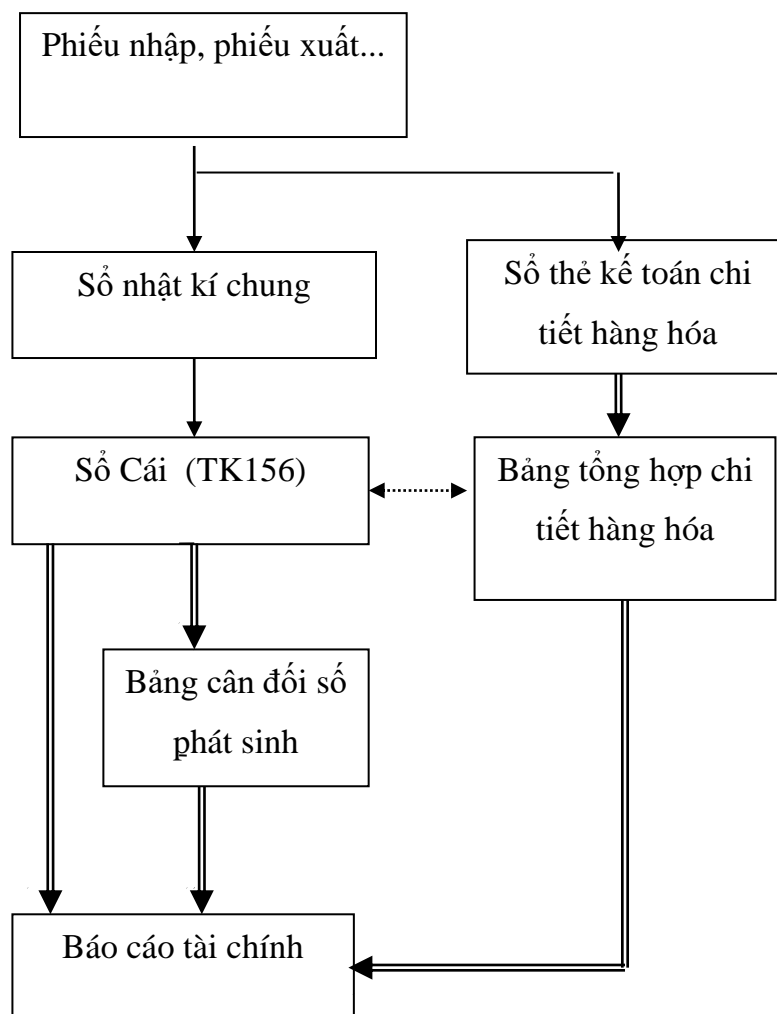 Phiếu nhập, phiếu xuất...
Sổ nhật kí chung
Sổ thẻ kế toán chi
tiết hàng hóa
Sổ Cái (TK156)
Bảng tổng hợp chi
tiết hàng hóa
Bảng cân đối số
phát sinh
Báo cáo tài chính